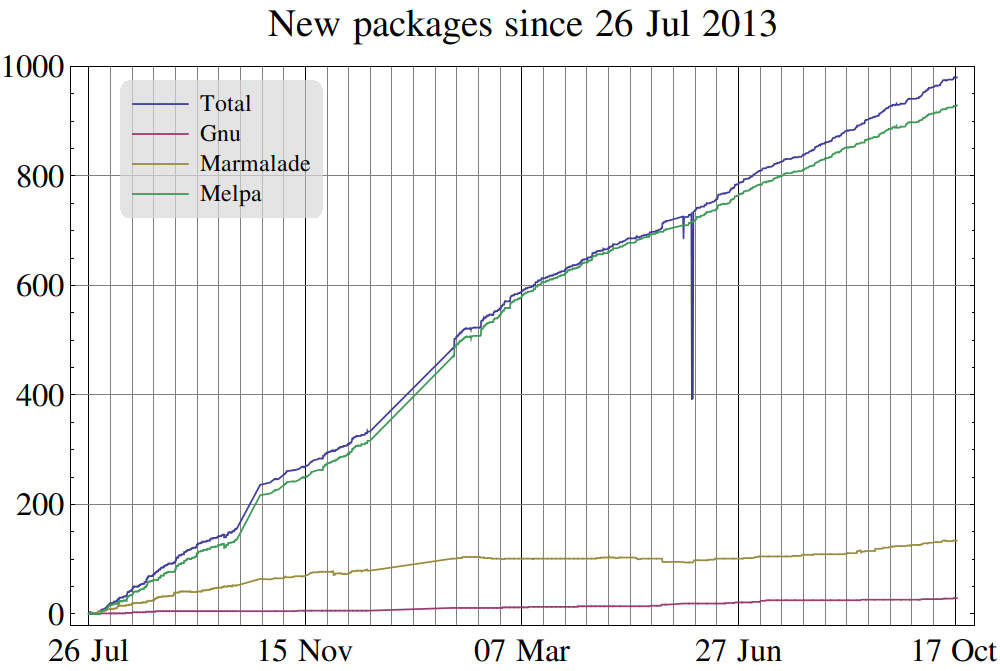 New packages since 26 Jul 2013
1000
800
600
400
200
0
Total
Gnu
Marmalade
Melpa
26 Jul 15 Nov 07 Mar 27 Jun 17 Oct